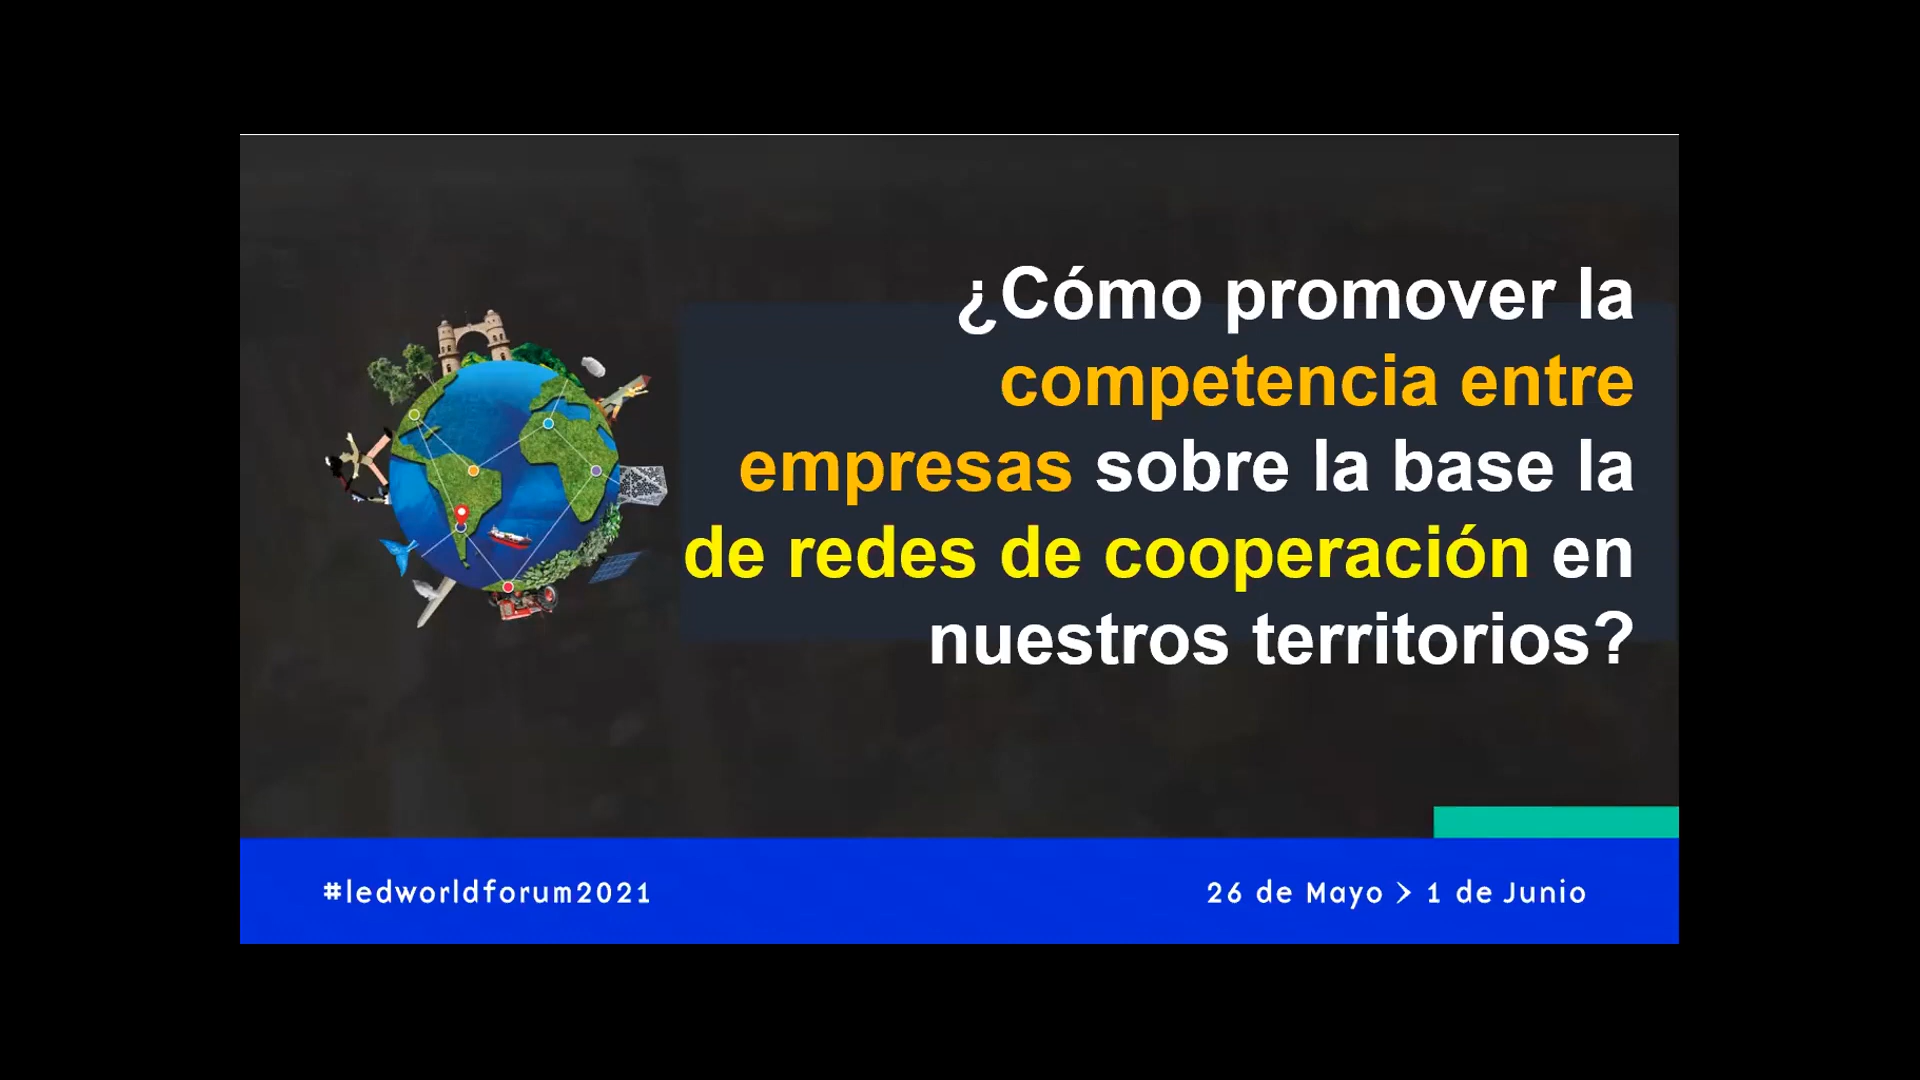 ¿Cómo promover la
competencia entre
empresas sobre la base la
de redes de cooperación en
nuestros territorios?
#ledworldforum2021
26 de Mayo > 1 de Junio